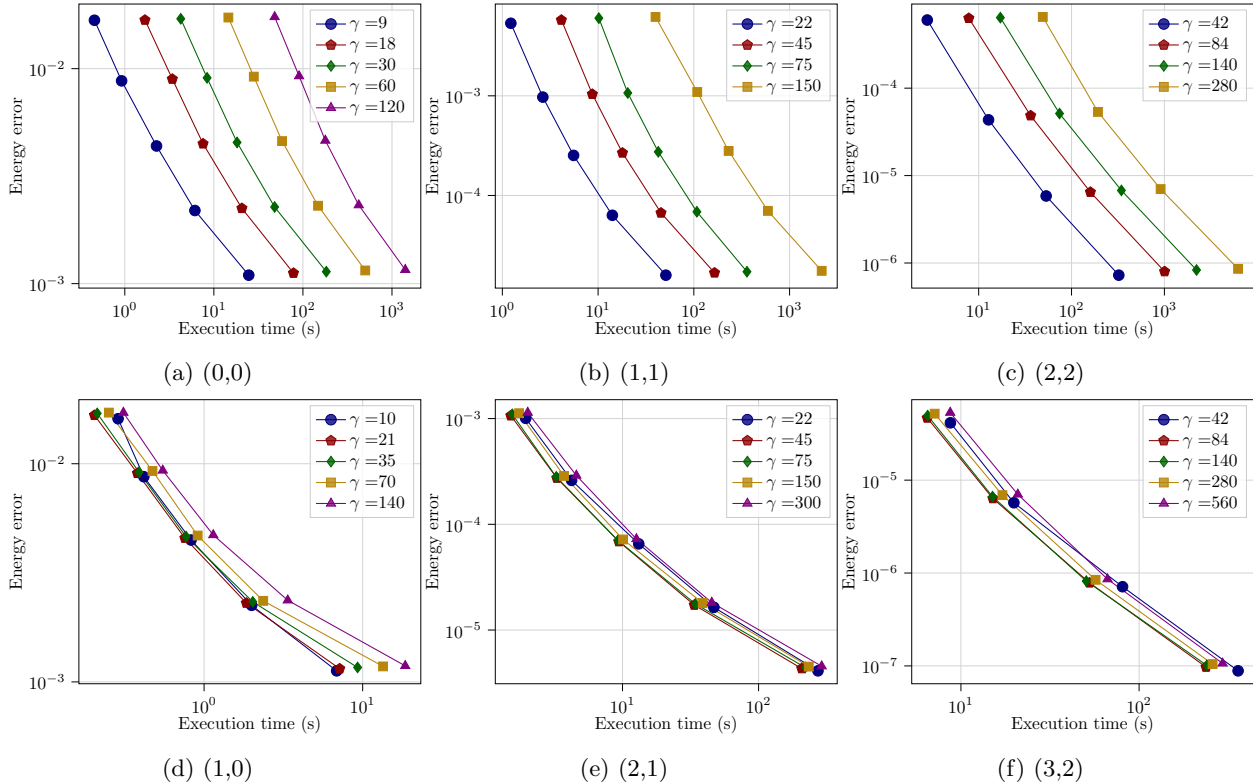 Energy error
10^{-2}
10^{-3}
γ =9
γ =18
γ =30
γ =60
γ =120
10^0 10^1 10^2 10^3
Execution time (s)
(a) (0,0)
Energy error
10^{-3}
10^{-4}
γ =22
γ =45
γ =75
γ =150
10^0 10^1 10^2 10^3
Execution time (s)
(b) (1,1)
Energy error
10^{-4}
10^{-5}
10^{-6}
γ =42
γ =84
γ =140
γ =280
10^1 10^2 10^3
Execution time (s)
(c) (2,2)
Energy error
10^{-2}
10^{-3}
γ =10
γ =21
γ =35
γ =70
γ =140
10^0 10^1
Execution time (s)
(d) (1,0)
Energy error
10^{-3}
10^{-4}
10^{-5}
γ =22
γ =45
γ =75
γ =150
γ =300
10^1 10^2
Execution time (s)
(e) (2,1)
Energy error
10^{-5}
10^{-6}
10^{-7}
γ =42
γ =84
γ =140
γ =280
γ =560
10^1 10^2
Execution time (s)
(f) (3,2)